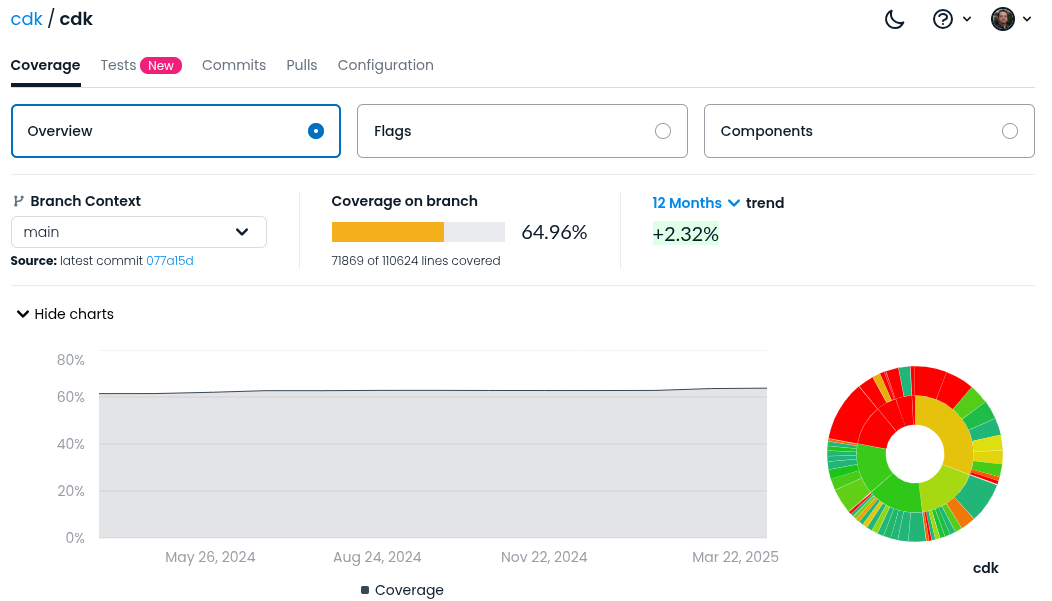 cdk / cdk
Coverage Tests New Commits Pulls Configuration
Overview Flags Components
Branch Context
main
Source: latest commit 077a15d
Coverage on branch
64.96%
71869 of 110624 lines covered
12 Months trend
+2.32%
Hide charts
80%
60%
40%
20%
0%
May 26, 2024 Aug 24, 2024 Nov 22, 2024 Mar 22, 2025
Coverage
cdk